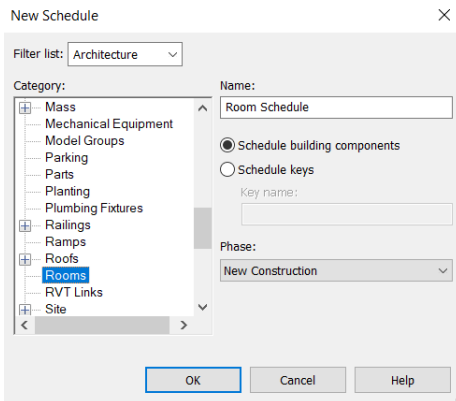 New Schedule
Filter list: Architecture
Category:
Mass
Mechanical Equipment
Model Groups
Parking
Parts
Planting
Plumbing Fixtures
Railings
Ramps
Roofs
Rooms
RVT Links
Site
Name:
Room Schedule
Schedule building components
Schedule keys
Key name:
Phase:
New Construction
OK Cancel Help